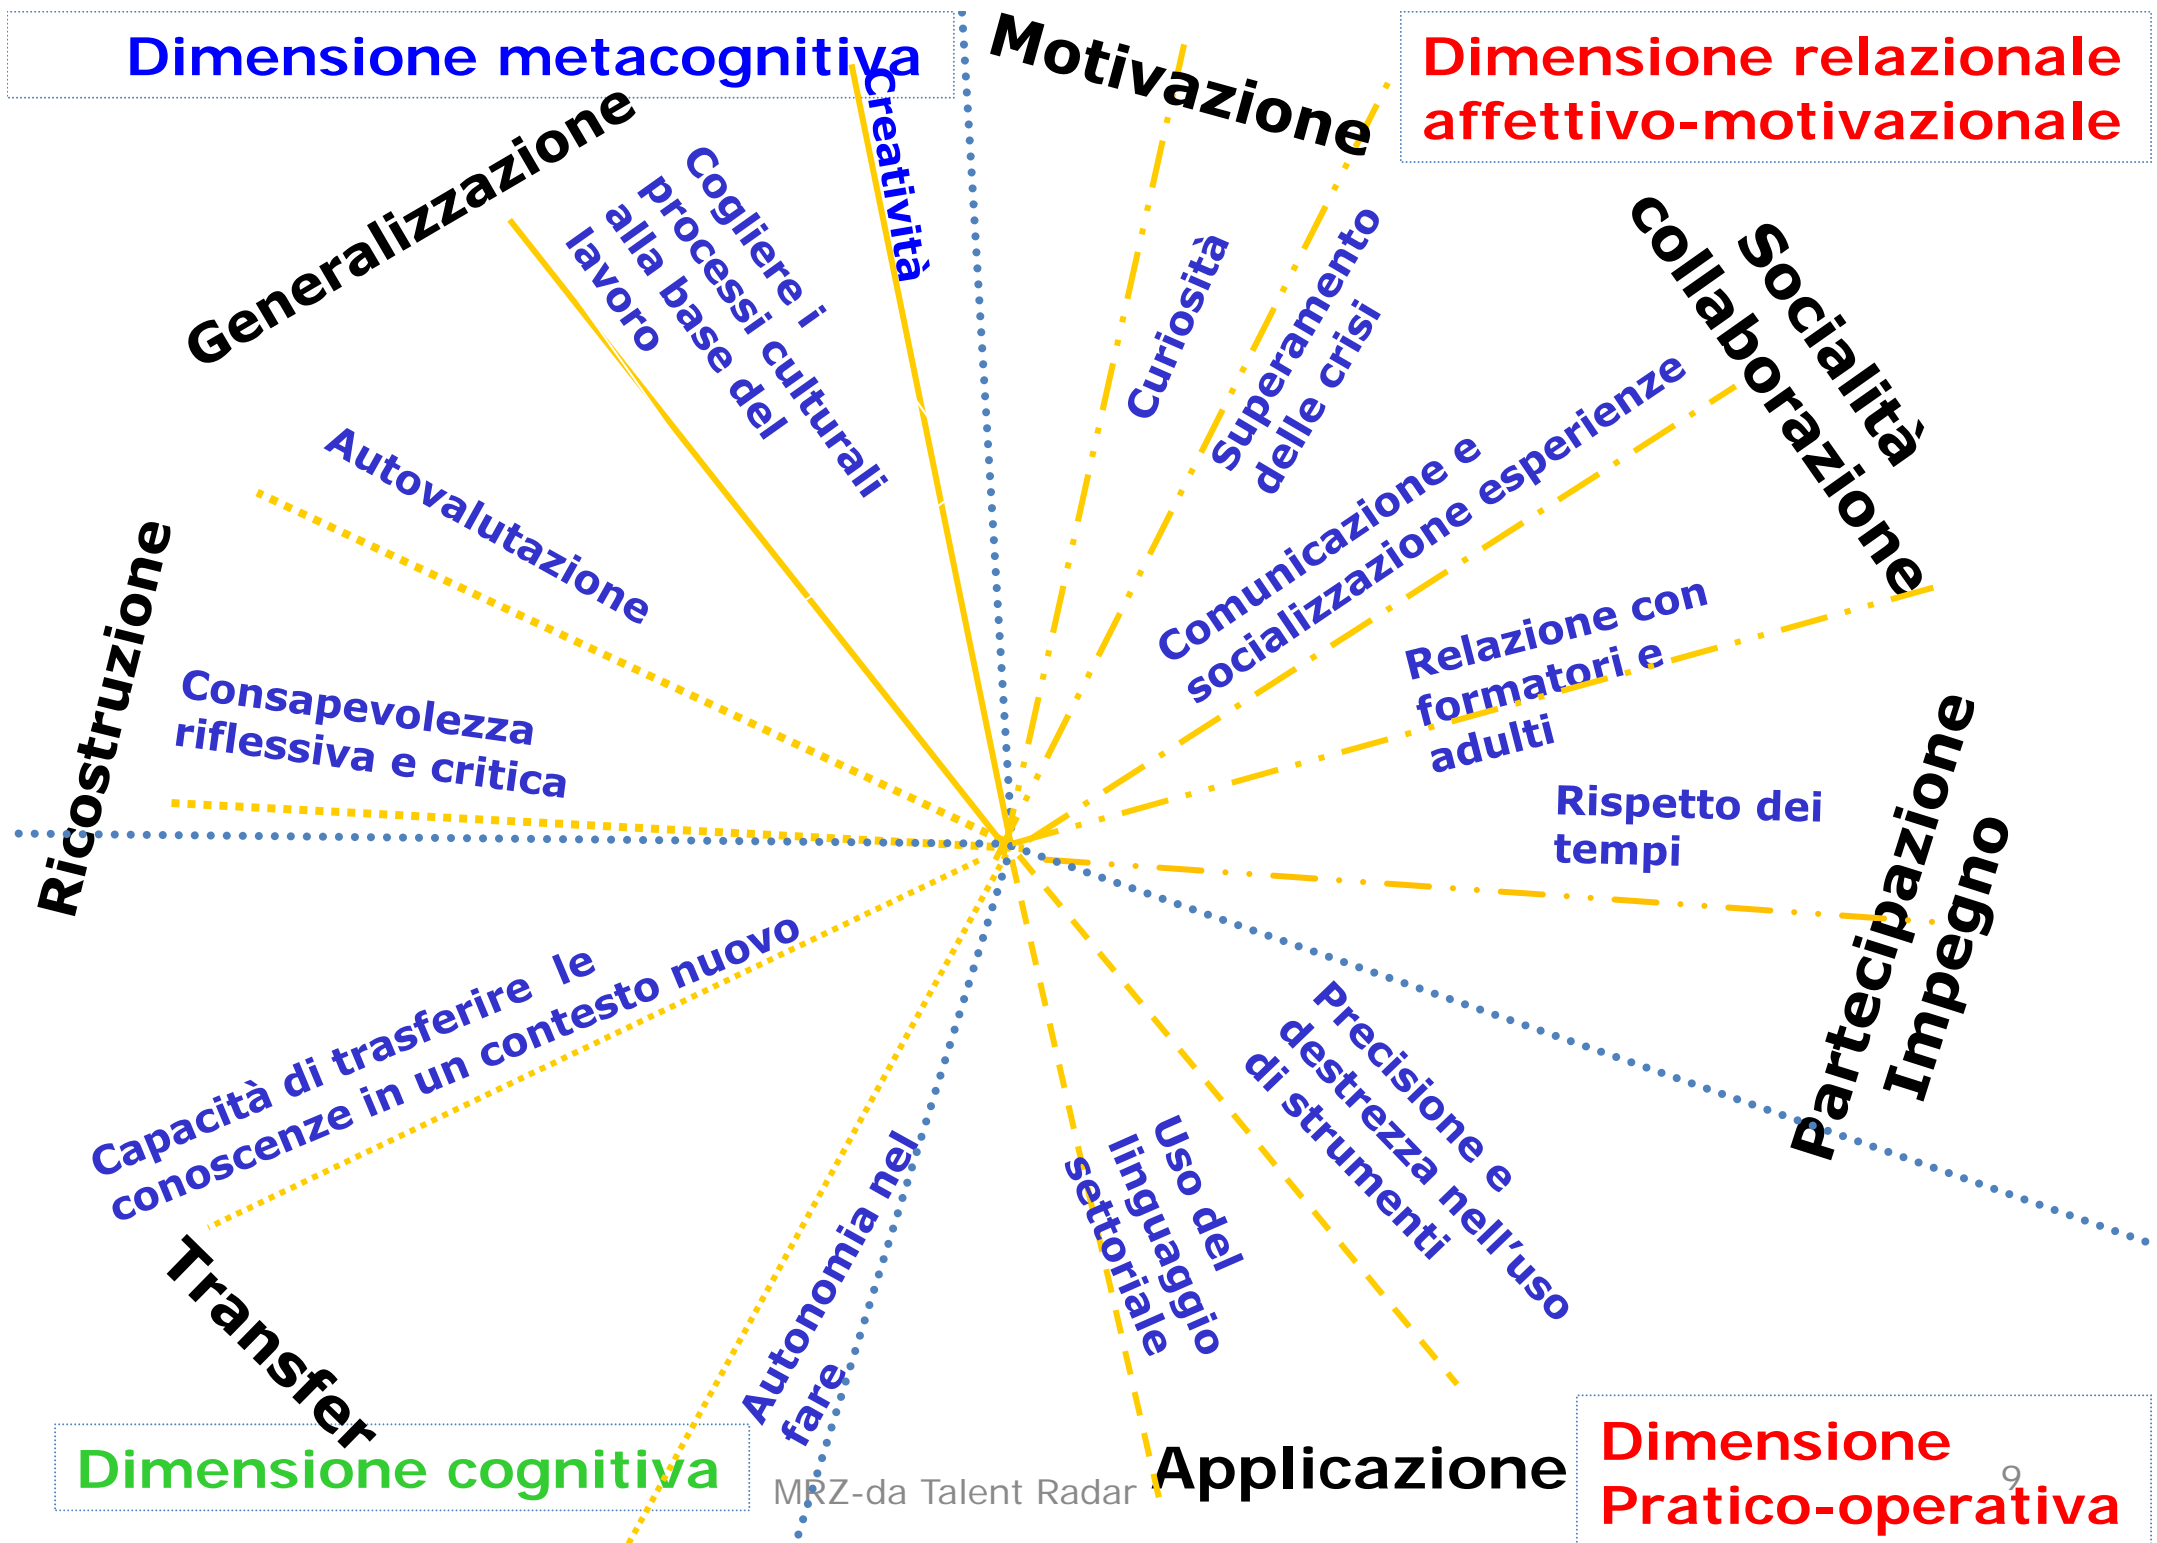 Dimensione metacognitiva
Motivazione
Dimensione relazionale
affettivo-motivazionale
Generalizzazione
Creatività
Cogliere i
processi culturali
alla base del
lavoro
Curiosità
Superamento
delle crisi
Socialità
collaborazione
Comunicazione e
socializzazione esperienze
Autovalutazione
Relazione con
formatori e
adulti
Ricostruzione
Consapevolezza
riflessiva e critica
Rispetto dei
tempi
Partecipazione
Impegno
Capacità di trasferire  le
conoscenze in un contesto nuovo
Precisione e
destrezza nell’uso
di strumenti
Uso del
linguaggio
settoriale
Autonomia nel
fare
Transfer
Dimensione cognitiva
MRZ-da Talent Radar
Applicazione
Dimensione
Pratico-operativa
9